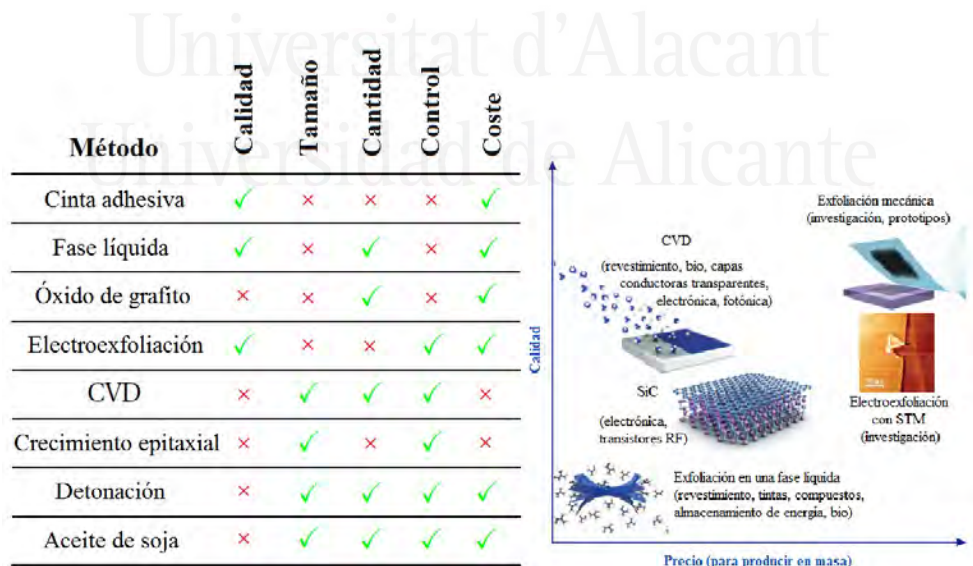 Universitat d'Alacant
Universidad de Alicante
Método Calidad Tamaño Cantidad Control Coste
Cinta adhesiva ✓ × × × ✓
Fase líquida ✓ × ✓ × ✓
Óxido de grafito × × ✓ × ✓
Electroexfoliación ✓ × × ✓ ✓
CVD × ✓ ✓ ✓ ×
Crecimiento epitaxial × ✓ × ✓ ×
Detonación × ✓ ✓ ✓ ✓
Aceite de soja × ✓ ✓ ✓ ✓
Calidad
Exfoliación mecánica
(investigación, prototipos)
CVD
(revestimiento, bio, capas
conductoras transparentes,
electrónica, fotónica)
SiC
(electrónica,
transistores RF)
Electroexfoliación
con STM
(investigación)
Exfoliación en una fase liquida
(revestimiento, tintas, compuestos,
almacenamiento de energía, bio)
Precio (para producir en masa)